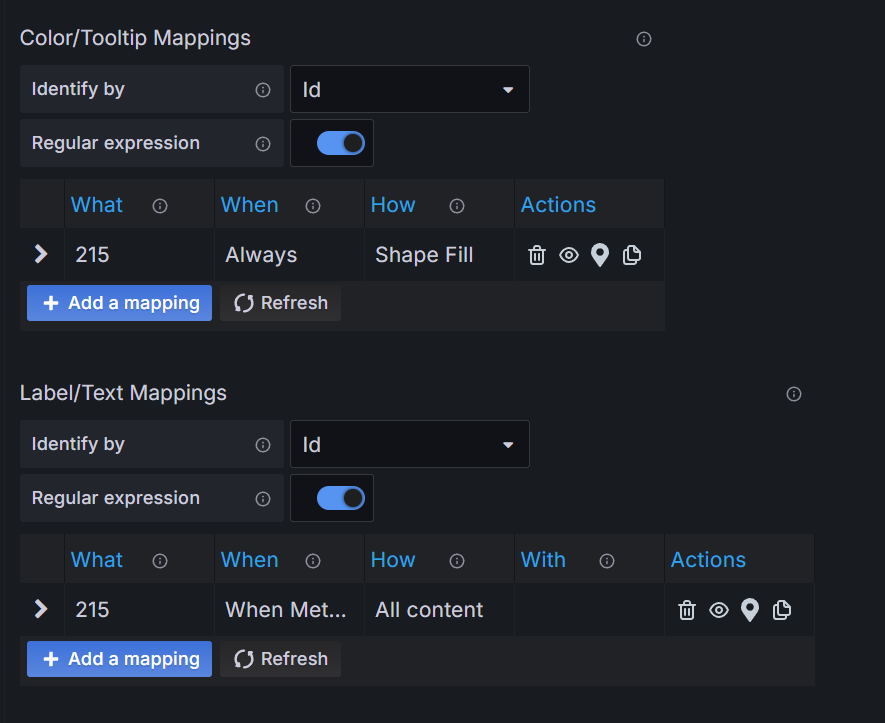 Color/Tooltip Mappings
Identify by Id
Regular expression
What When How Actions
215 Always Shape Fill
Add a mapping Refresh
Label/Text Mappings
Identify by Id
Regular expression
What When How With Actions
215 When Met... All content
Add a mapping Refresh